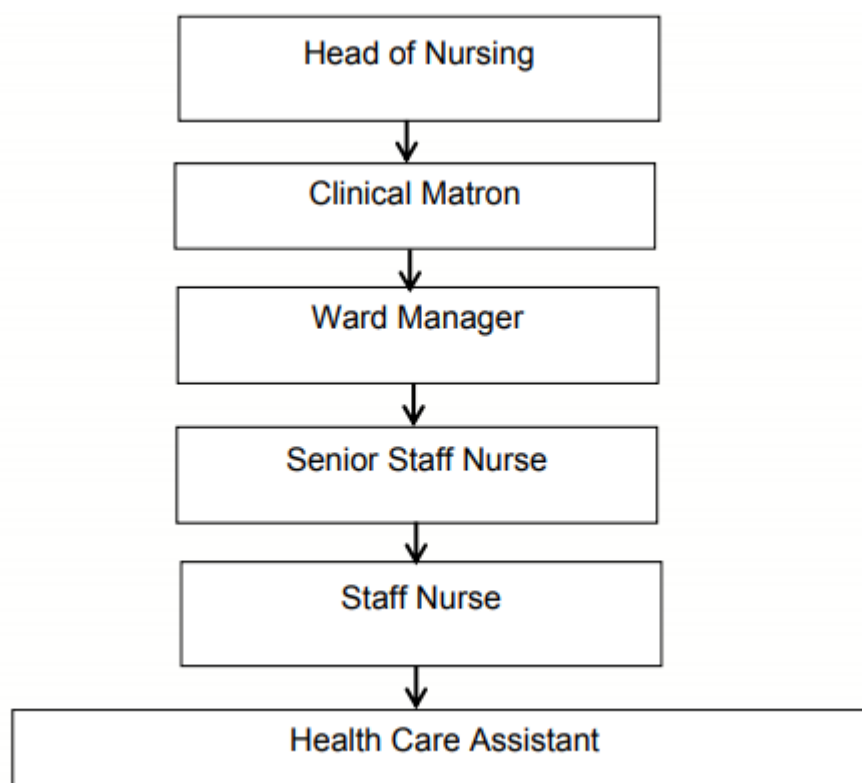 Head of Nursing
Clinical Matron
Ward Manager
Senior Staff Nurse
Staff Nurse
Health Care Assistant